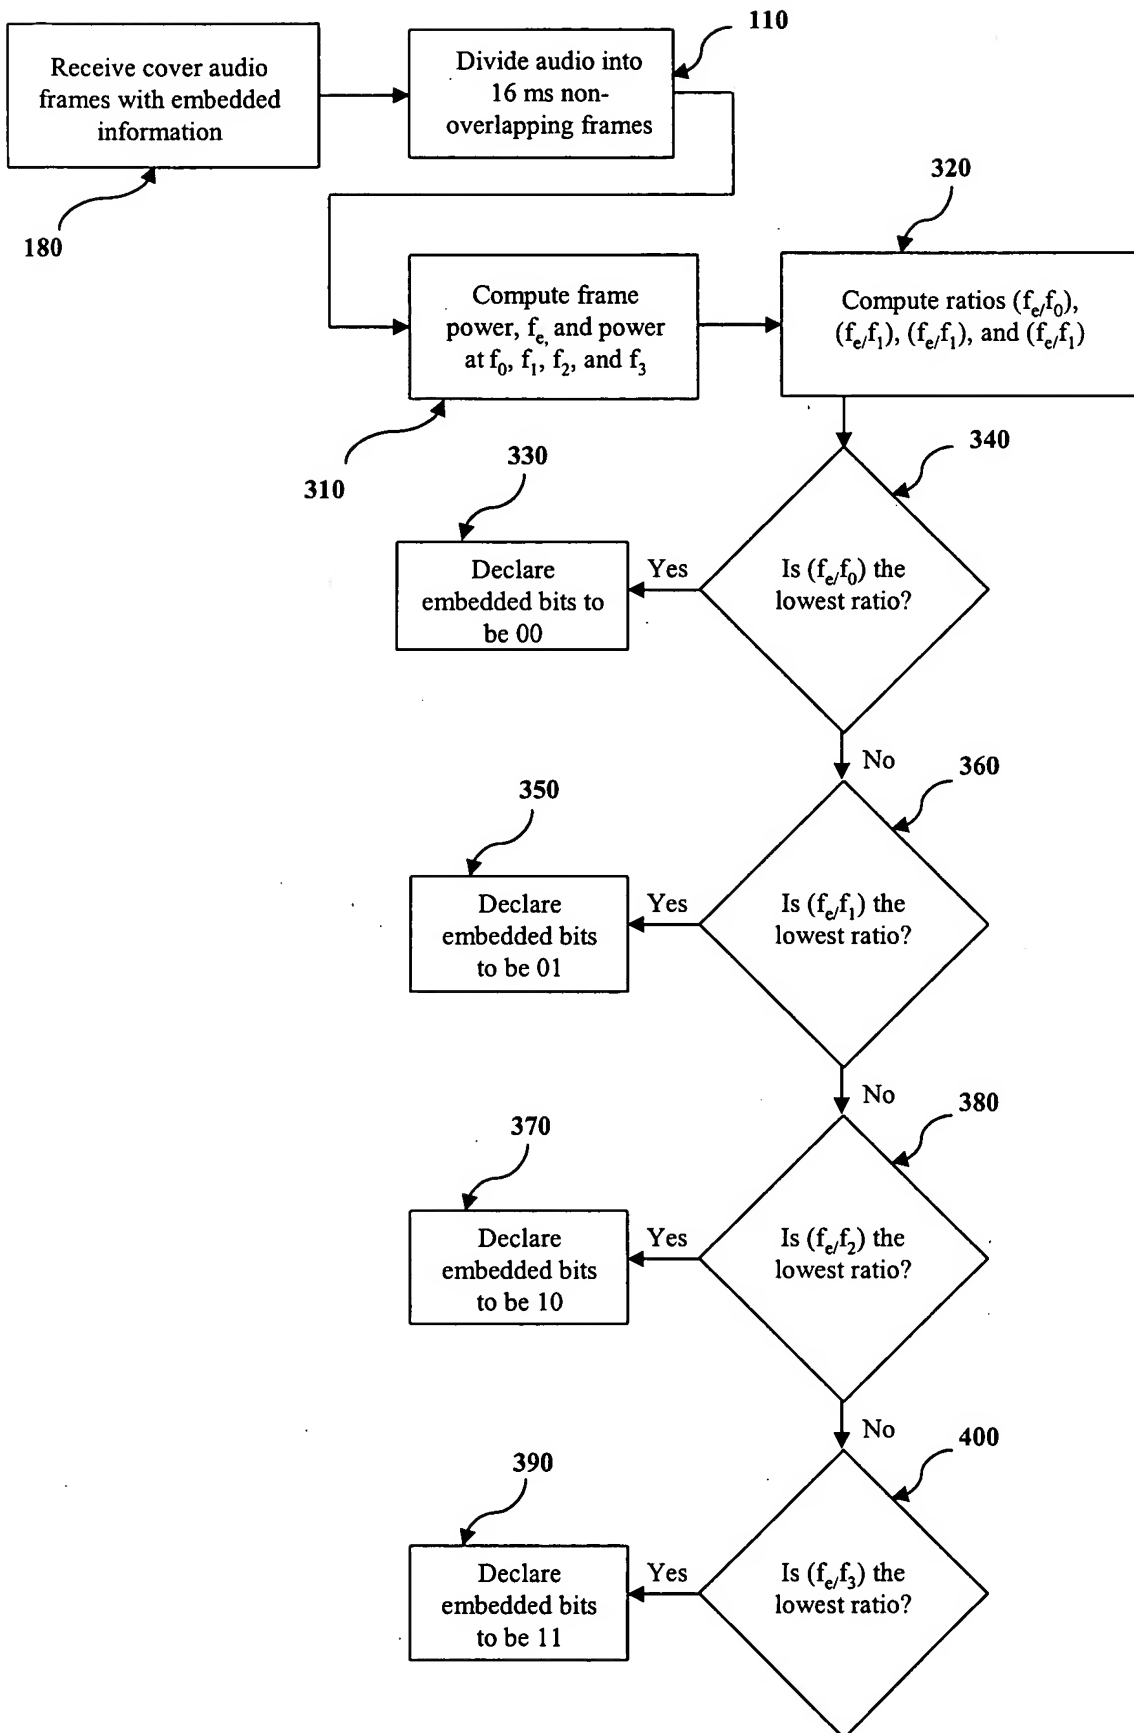 110
Receive cover audio
frames with embedded
information
Divide audio into
16 ms non-
overlapping frames
180
320
Compute frame
power, fₑ, and power
at f₀, f₁, f₂, and f₃
Compute ratios (fₑ/f₀),
(fₑ/f₁), (fₑ/f₁), and (fₑ/f₁)
310
340
330
Declare
embedded bits to
be 00
Yes
Is (fₑ/f₀) the
lowest ratio?
No
360
350
Declare
embedded bits
to be 01
Yes
Is (fₑ/f₁) the
lowest ratio?
No
380
370
Declare
embedded bits
to be 10
Yes
Is (fₑ/f₂) the
lowest ratio?
No
400
390
Declare
embedded bits
to be 11
Yes
Is (fₑ/f₃) the
lowest ratio?